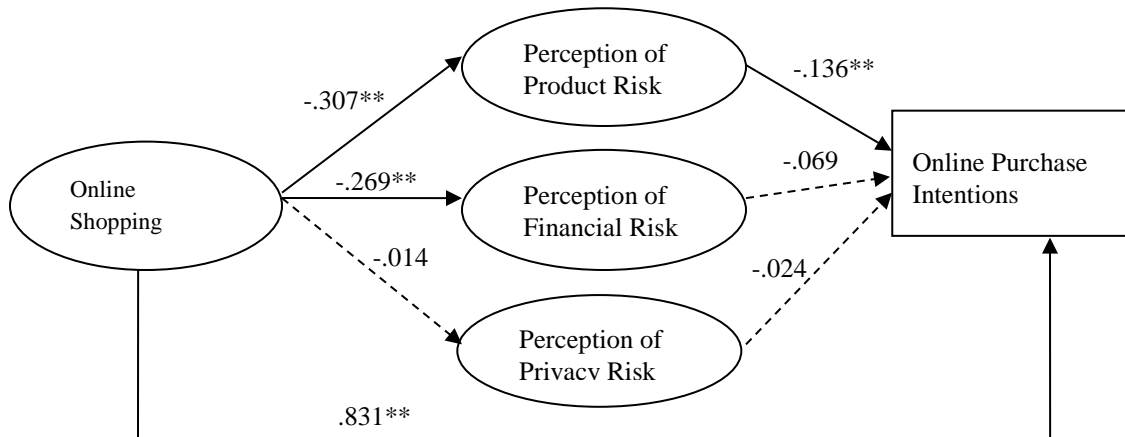 Perception of
Product Risk
-.136**
-.307**
Online
Shopping
-.269**
Perception of
Financial Risk
-.069
Online Purchase
Intentions
-.014
-.024
Perception of
Privacy Risk
.831**